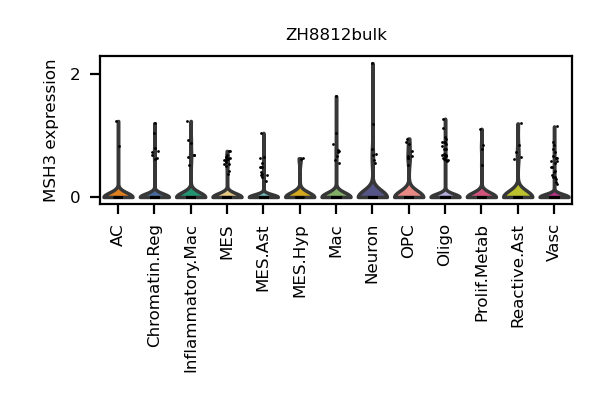 ZH8812bulk
MSH3 expression
2
0
AC
Chromatin.Reg
Inflammatory.Mac
MES
MES.Ast
MES.Hyp
Mac
Neuron
OPC
Oligo
Prolif.Metab
Reactive.Ast
Vasc